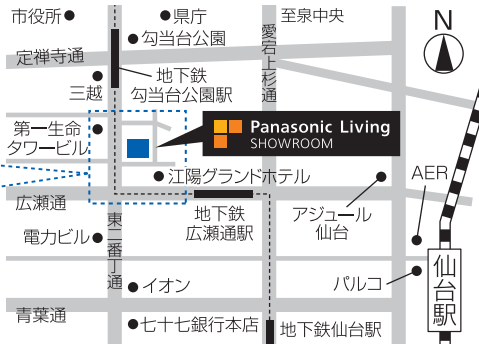 市役所
県庁
至泉中央
N
勾当台公園
定禅寺通
愛宕上杉通
地下鉄
勾当台公園駅
三越
第一生命
タワービル
Panasonic Living
SHOWROOM
江陽グランドホテル
AER
広瀬通
地下鉄
広瀬通駅
アジュール
仙台
東二番丁通
電力ビル
仙台駅
パルコ
イオン
青葉通
七十七銀行本店
地下鉄仙台駅